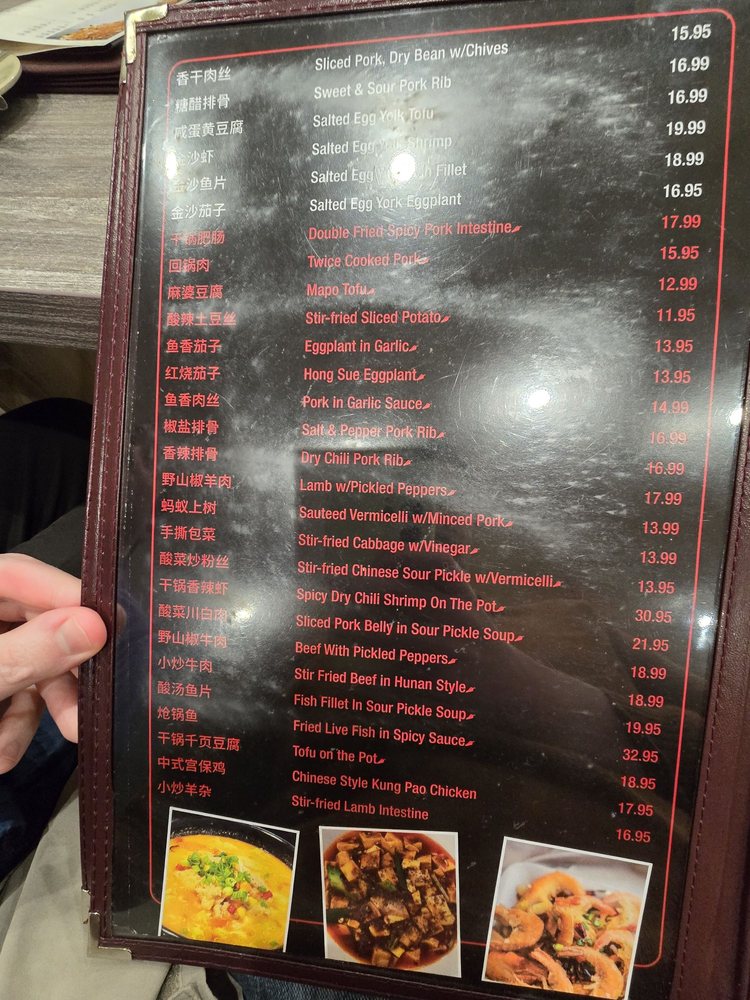 香干肉丝 Sliced Pork, Dry Bean w/Chives 15.95
糖醋排骨 Sweet & Sour Pork Rib 16.99
咸蛋黄豆腐 Salted Egg Yolk Tofu 16.99
金沙虾 Salted Egg Yolk Shrimp 19.99
金沙鱼片 Salted Egg Fillet 18.99
金沙茄子 Salted Egg York Eggplant 16.95
干锅肥肠 Double Fried Spicy Pork Intestine 17.99
回锅肉 Twice Cooked Pork 15.95
麻婆豆腐 Mapo Tofu 12.99
酸辣土豆丝 Stir-fried Sliced Potato 11.95
鱼香茄子 Eggplant in Garlic 13.95
红烧茄子 Hong Sue Eggplant 13.95
鱼香肉丝 Pork in Garlic Sauce 14.99
椒盐排骨 Salt & Pepper Pork Rib 16.99
香辣排骨 Dry Chili Pork Rib 16.99
野山椒羊肉 Lamb w/Pickled Peppers 17.99
蚂蚁上树 Sauteed Vermicelli w/Minced Pork 13.99
手撕包菜 Stir-fried Cabbage w/Vinegar 13.99
酸菜炒粉丝 Stir-fried Chinese Sour Pickle w/Vermicelli 13.95
干锅香辣虾 Spicy Dry Chili Shrimp On The Pot 30.95
酸菜川白肉 Sliced Pork Belly in Sour Pickle Soup 21.95
野山椒牛肉 Beef With Pickled Peppers 18.99
小炒牛肉 Stir Fried Beef in Hunan Style 18.99
酸汤鱼片 Fish Fillet In Sour Pickle Soup 19.95
炝锅鱼 Fried Live Fish in Spicy Sauce 32.95
干锅千页豆腐 Tofu on the Pot 18.95
中式宫保鸡 Chinese Style Kung Pao Chicken 17.95
小炒羊杂 Stir-fried Lamb Intestine 16.95